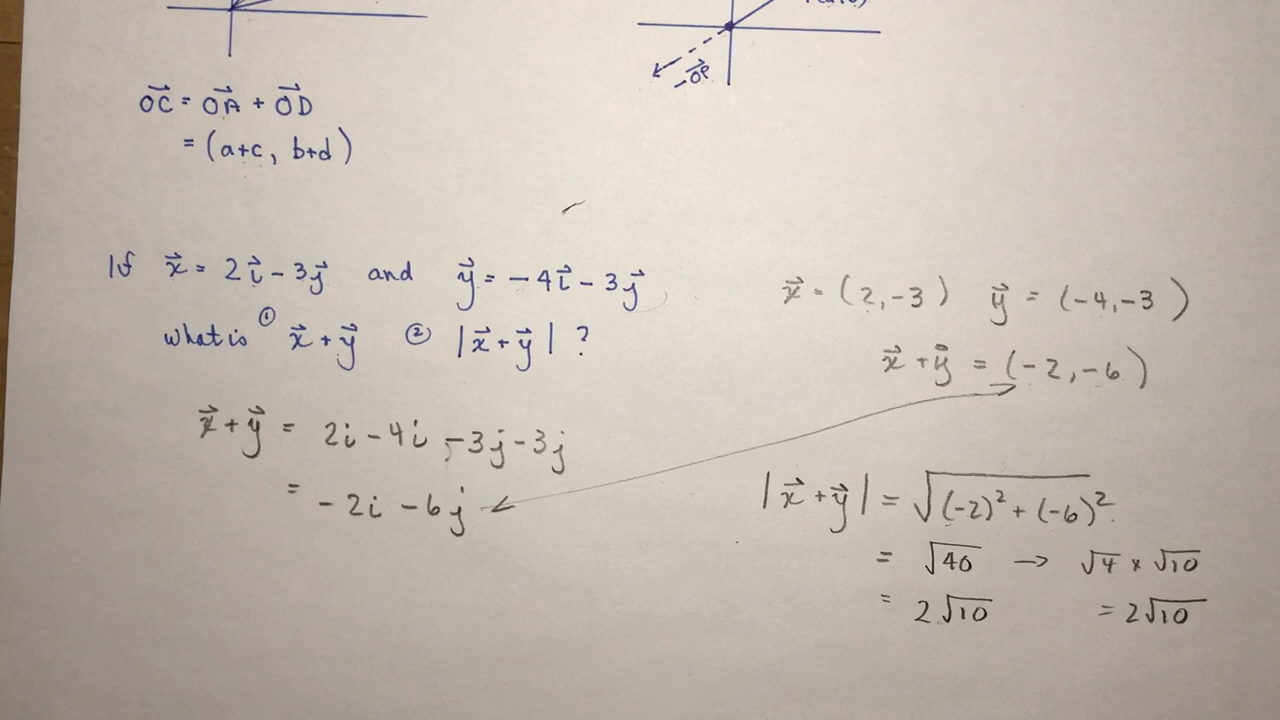 -OP⃗
OC⃗ = OA⃗ + OD⃗
= (a+c, b+d)
If x⃗ = 2i⃗ - 3j⃗ and y⃗ = -4i⃗ - 3j⃗
what is ① x⃗ + y⃗ ② |x⃗ + y⃗| ?
x⃗ + y⃗ = 2i - 4i - 3j - 3j
= -2i - 6j
x⃗ = (2, -3) y⃗ = (-4, -3)
x⃗ + y⃗ = (-2, -6)
|x⃗ + y⃗| = √(-2)² + (-6)²
= √40 → √4 × √10
= 2√10 = 2√10